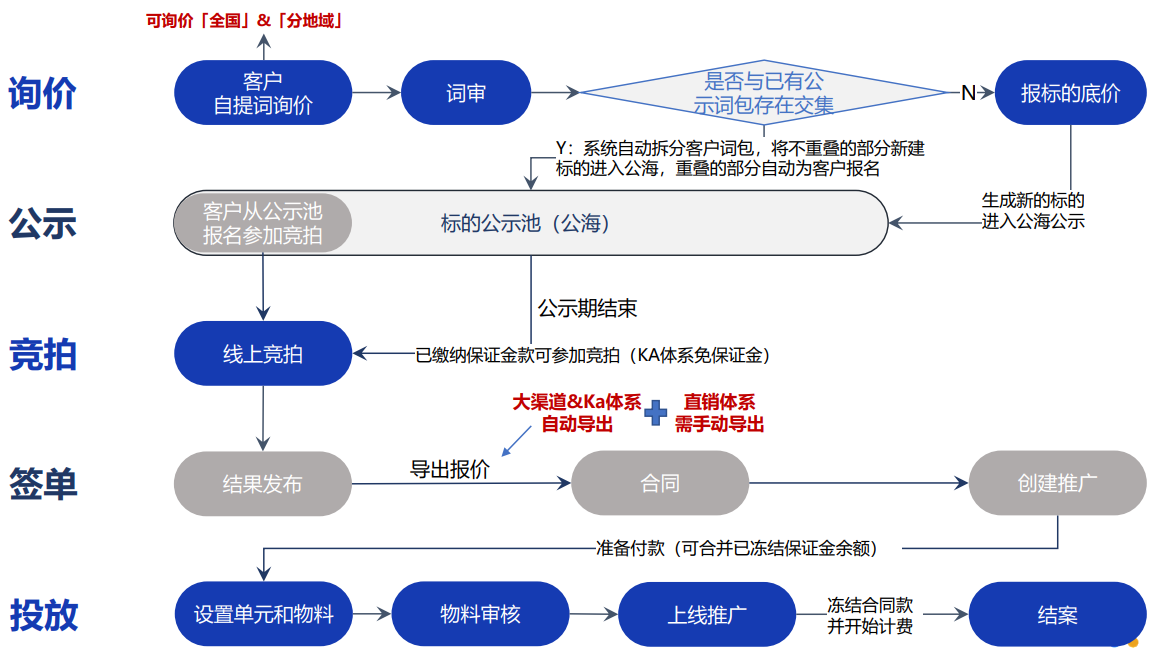 可询价「全国」&「分地域」
询价
客户
自提词询价
词审
是否与已有公
示词包存在交集
N
报标的底价
Y：系统自动拆分客户词包，将不重叠的部分新建
标的进入公海，重叠的部分自动为客户报名
公示
客户从公示池
报名参加竞拍
标的公示池（公海）
生成新的标的
进入公海公示
公示期结束
竞拍
线上竞拍
已缴纳保证金款可参加竞拍（KA体系免保证金）
大渠道&Ka体系
自动导出
直销体系
需手动导出
签单
结果发布
导出报价
合同
创建推广
准备付款（可合并已冻结保证金余额）
投放
设置单元和物料
物料审核
上线推广
冻结合同款
并开始计费
结案